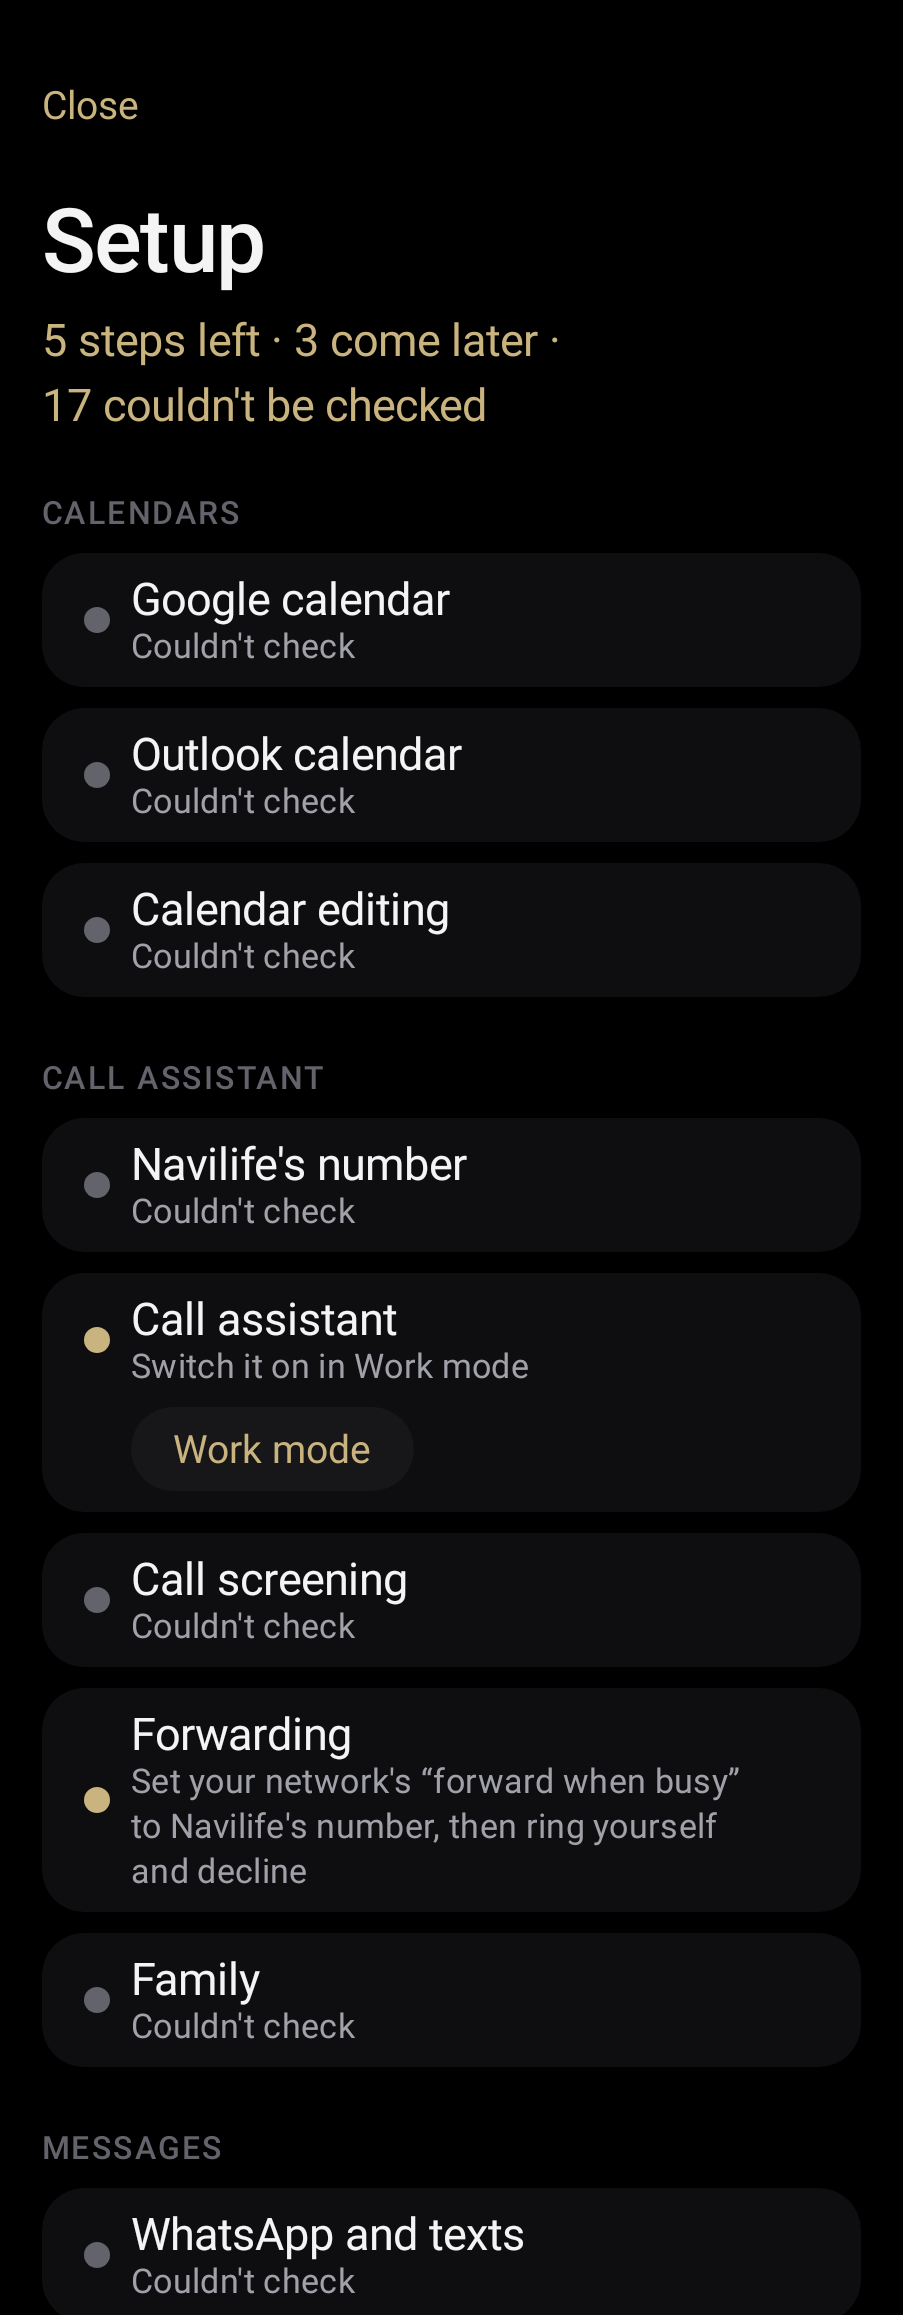 Close
Setup
5 steps left · 3 come later ·
17 couldn't be checked
CALENDARS
Google calendar
Couldn't check
Outlook calendar
Couldn't check
Calendar editing
Couldn't check
CALL ASSISTANT
Navilife's number
Couldn't check
Call assistant
Switch it on in Work mode
Work mode
Call screening
Couldn't check
Forwarding
Set your network's “forward when busy”
to Navilife's number, then ring yourself
and decline
Family
Couldn't check
MESSAGES
WhatsApp and texts
Couldn't check